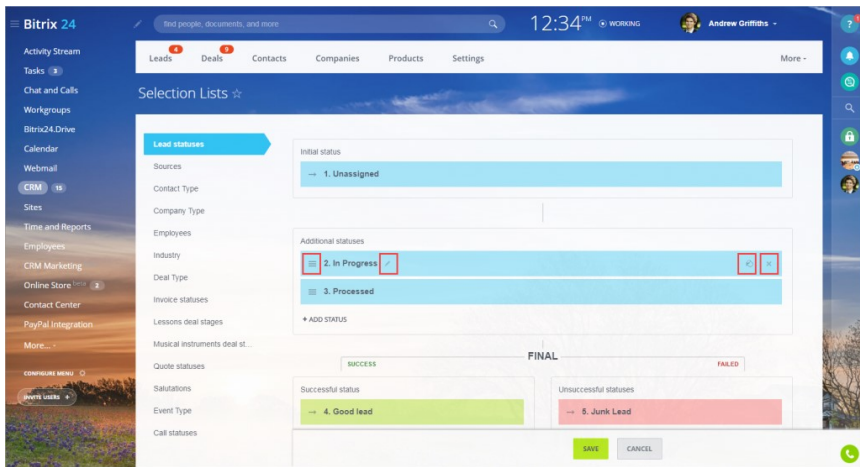 Bitrix 24
find people, documents, and more
12:34 PM
WORKING
Andrew Griffiths
?
Activity Stream
Tasks 3
Chat and Calls
Workgroups
Bitrix24.Drive
Calendar
Webmail
CRM 15
Sites
Time and Reports
Employees
CRM Marketing
Online Store beta 2
Contact Center
PayPal Integration
More...
CONFIGURE MENU
INVITE USERS +
4
9
Leads
Deals
Contacts
Companies
Products
Settings
More
Selection Lists
Lead statuses
Sources
Contact Type
Company Type
Employees
Industry
Deal Type
Invoice statuses
Lessons deal stages
Musical instruments deal st...
Quote statuses
Salutations
Event Type
Call statuses
Initial status
→ 1. Unassigned
Additional statuses
2. In Progress
3. Processed
+ ADD STATUS
FINAL
SUCCESS
FAILED
Successful status
→ 4. Good lead
Unsuccessful statuses
→ 5. Junk Lead
SAVE
CANCEL